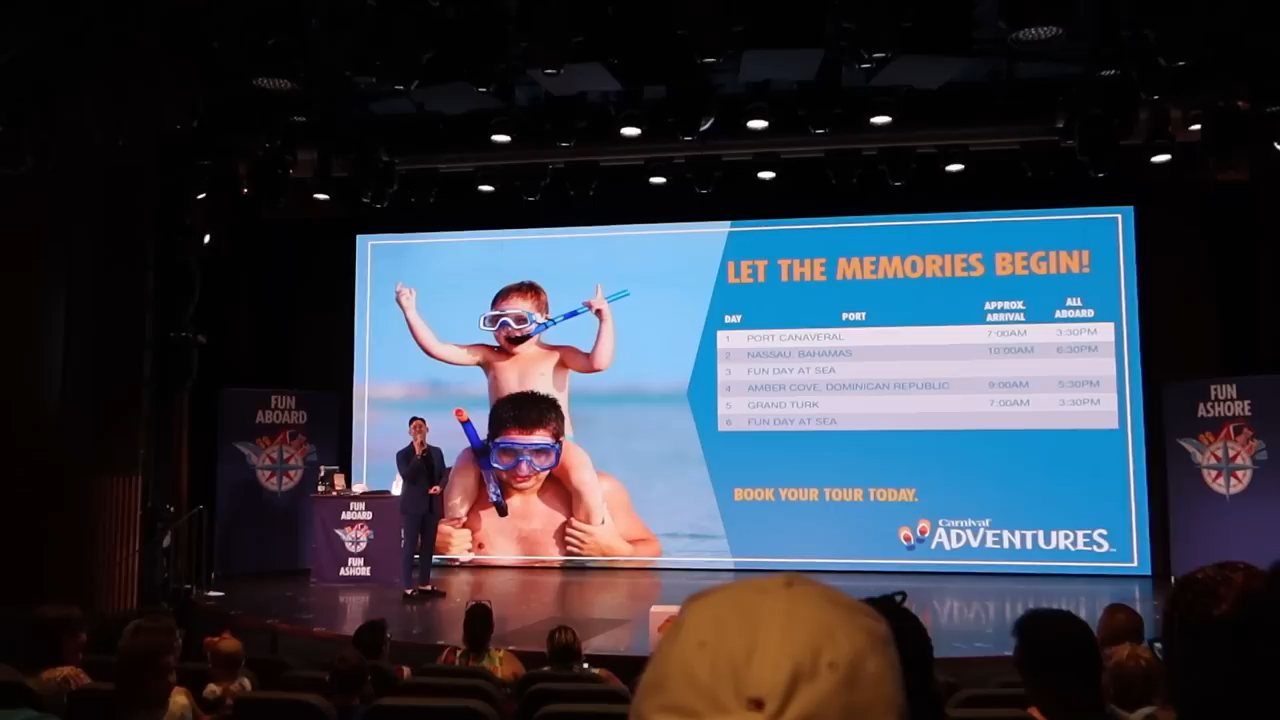 LET THE MEMORIES BEGIN!
DAY PORT APPROX. ARRIVAL ALL ABOARD
1 PORT CANAVERAL 7:00AM 3:30PM
2 NASSAU, BAHAMAS 10:00AM 6:30PM
3 FUN DAY AT SEA
4 AMBER COVE, DOMINICAN REPUBLIC 9:00AM 5:30PM
5 GRAND TURK 7:00AM 3:30PM
6 FUN DAY AT SEA
BOOK YOUR TOUR TODAY.
Carnival
ADVENTURES
FUN
ABOARD
FUN
ABOARD
FUN
ASHORE
FUN
ASHORE